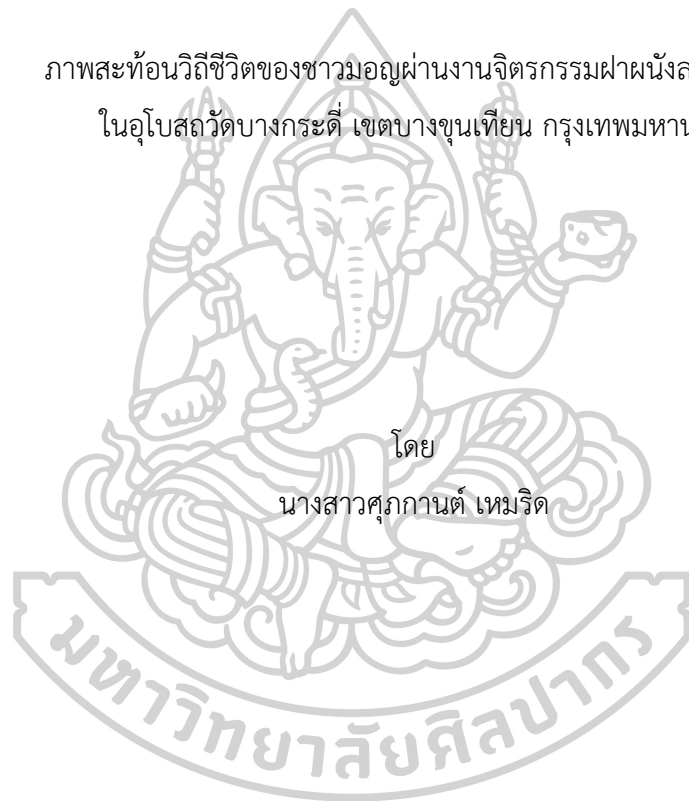 ภาพสะท้อนวิถีชีวิตของชาวมอญผ่านงานจิตรกรรมฝาผนัง
ในอุโบสถวัดบางกระดี่ เขตบางขุนเทียน กรุงเทพมหาน
โดย
นางสาวศุภกานต์ เหมริด
มหาวิทยาลัยศิลปากร